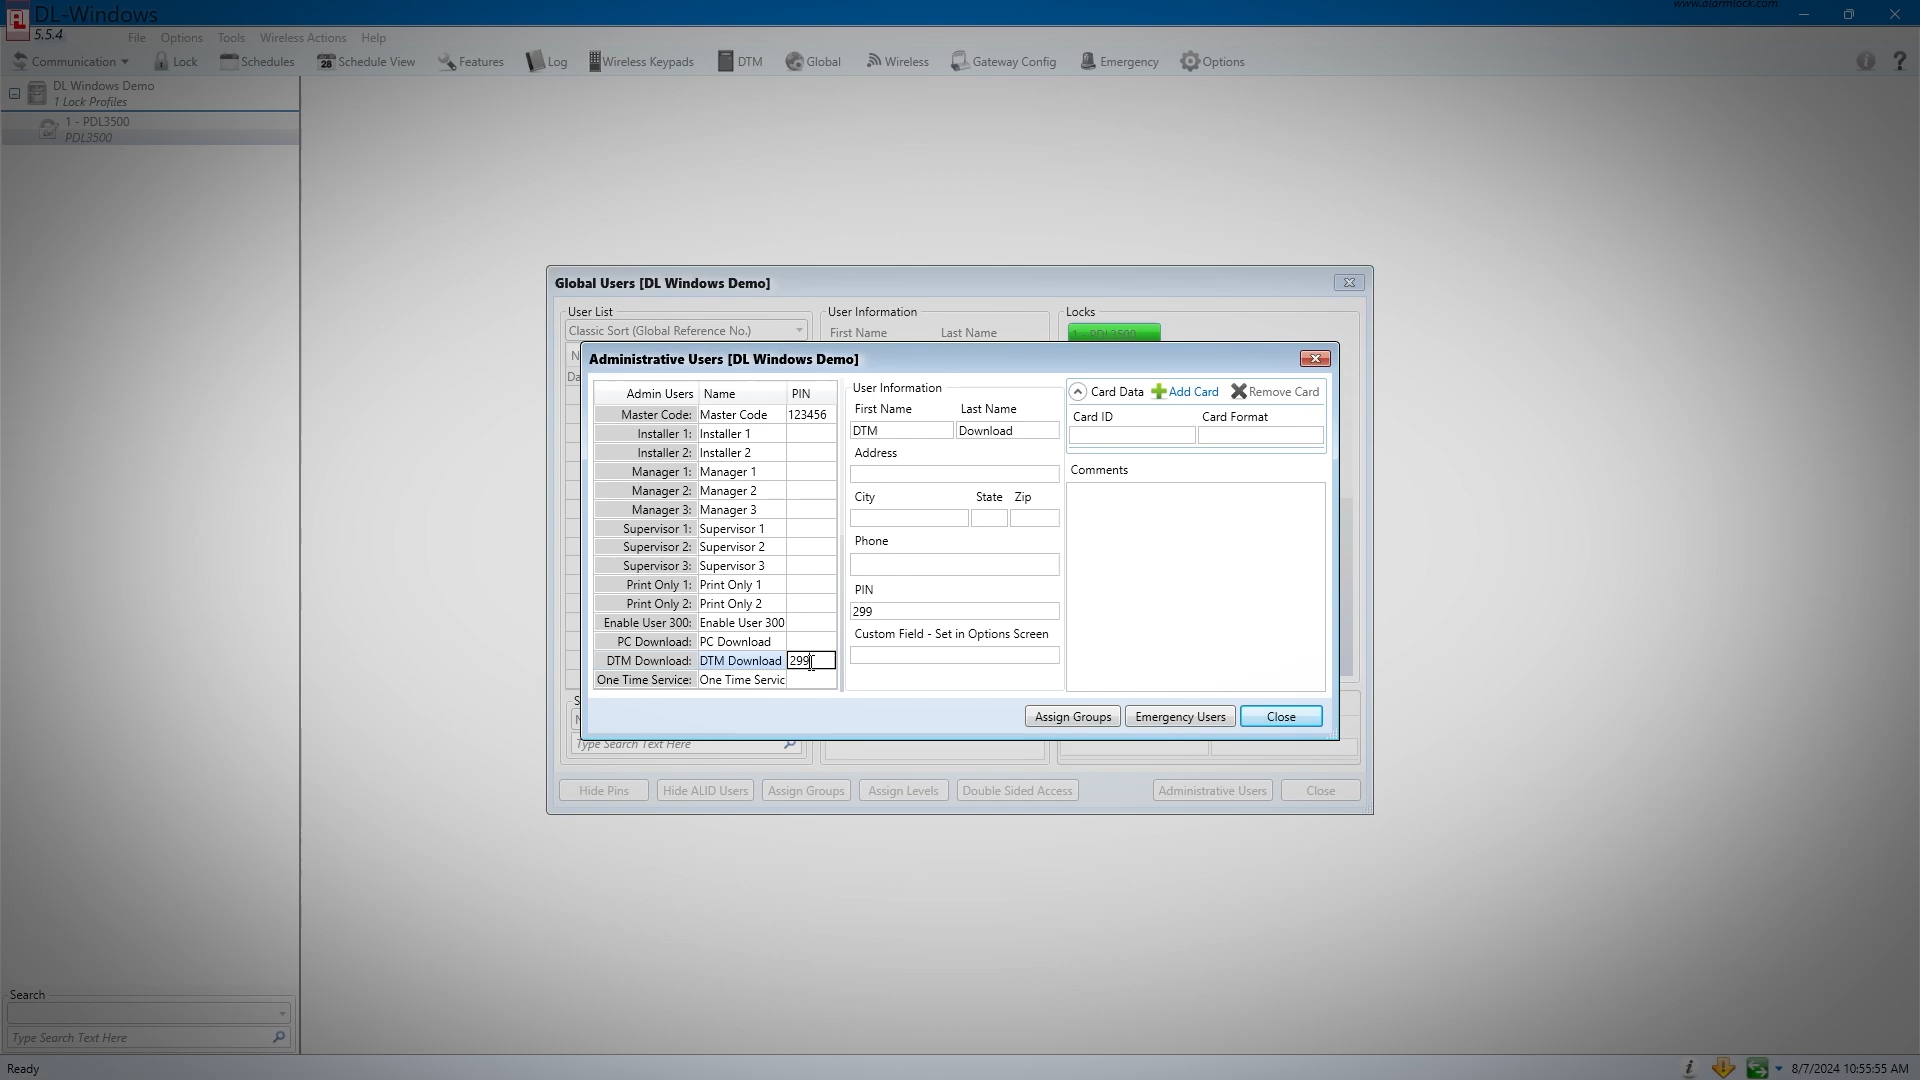 DL-Windows
www.alarmlock.com
5.5.4
File Options Tools Wireless Actions Help
Communication Lock Schedules 28 Schedule View Features Log Wireless Keypads DTM Global Wireless Gateway Config Emergency Options
DL Windows Demo
1 Lock Profiles
1 - PDL3500
PDL3500
Global Users [DL Windows Demo]
User List User Information Locks
Classic Sort (Global Reference No.) First Name Last Name 1 - PDL3500
Administrative Users [DL Windows Demo]
Admin Users Name PIN
Master Code: Master Code 123456
Installer 1: Installer 1
Installer 2: Installer 2
Manager 1: Manager 1
Manager 2: Manager 2
Manager 3: Manager 3
Supervisor 1: Supervisor 1
Supervisor 2: Supervisor 2
Supervisor 3: Supervisor 3
Print Only 1: Print Only 1
Print Only 2: Print Only 2
Enable User 300: Enable User 300
PC Download: PC Download
DTM Download: DTM Download 299
One Time Service: One Time Servic
User Information
First Name Last Name
DTM Download
Address
City State Zip
Phone
PIN
299
Custom Field - Set in Options Screen
Card Data Add Card Remove Card
Card ID Card Format
Comments
Assign Groups Emergency Users Close
Type Search Text Here
Hide Pins Hide ALID Users Assign Groups Assign Levels Double Sided Access Administrative Users Close
Search
Type Search Text Here
Ready
8/7/2024 10:55:55 AM